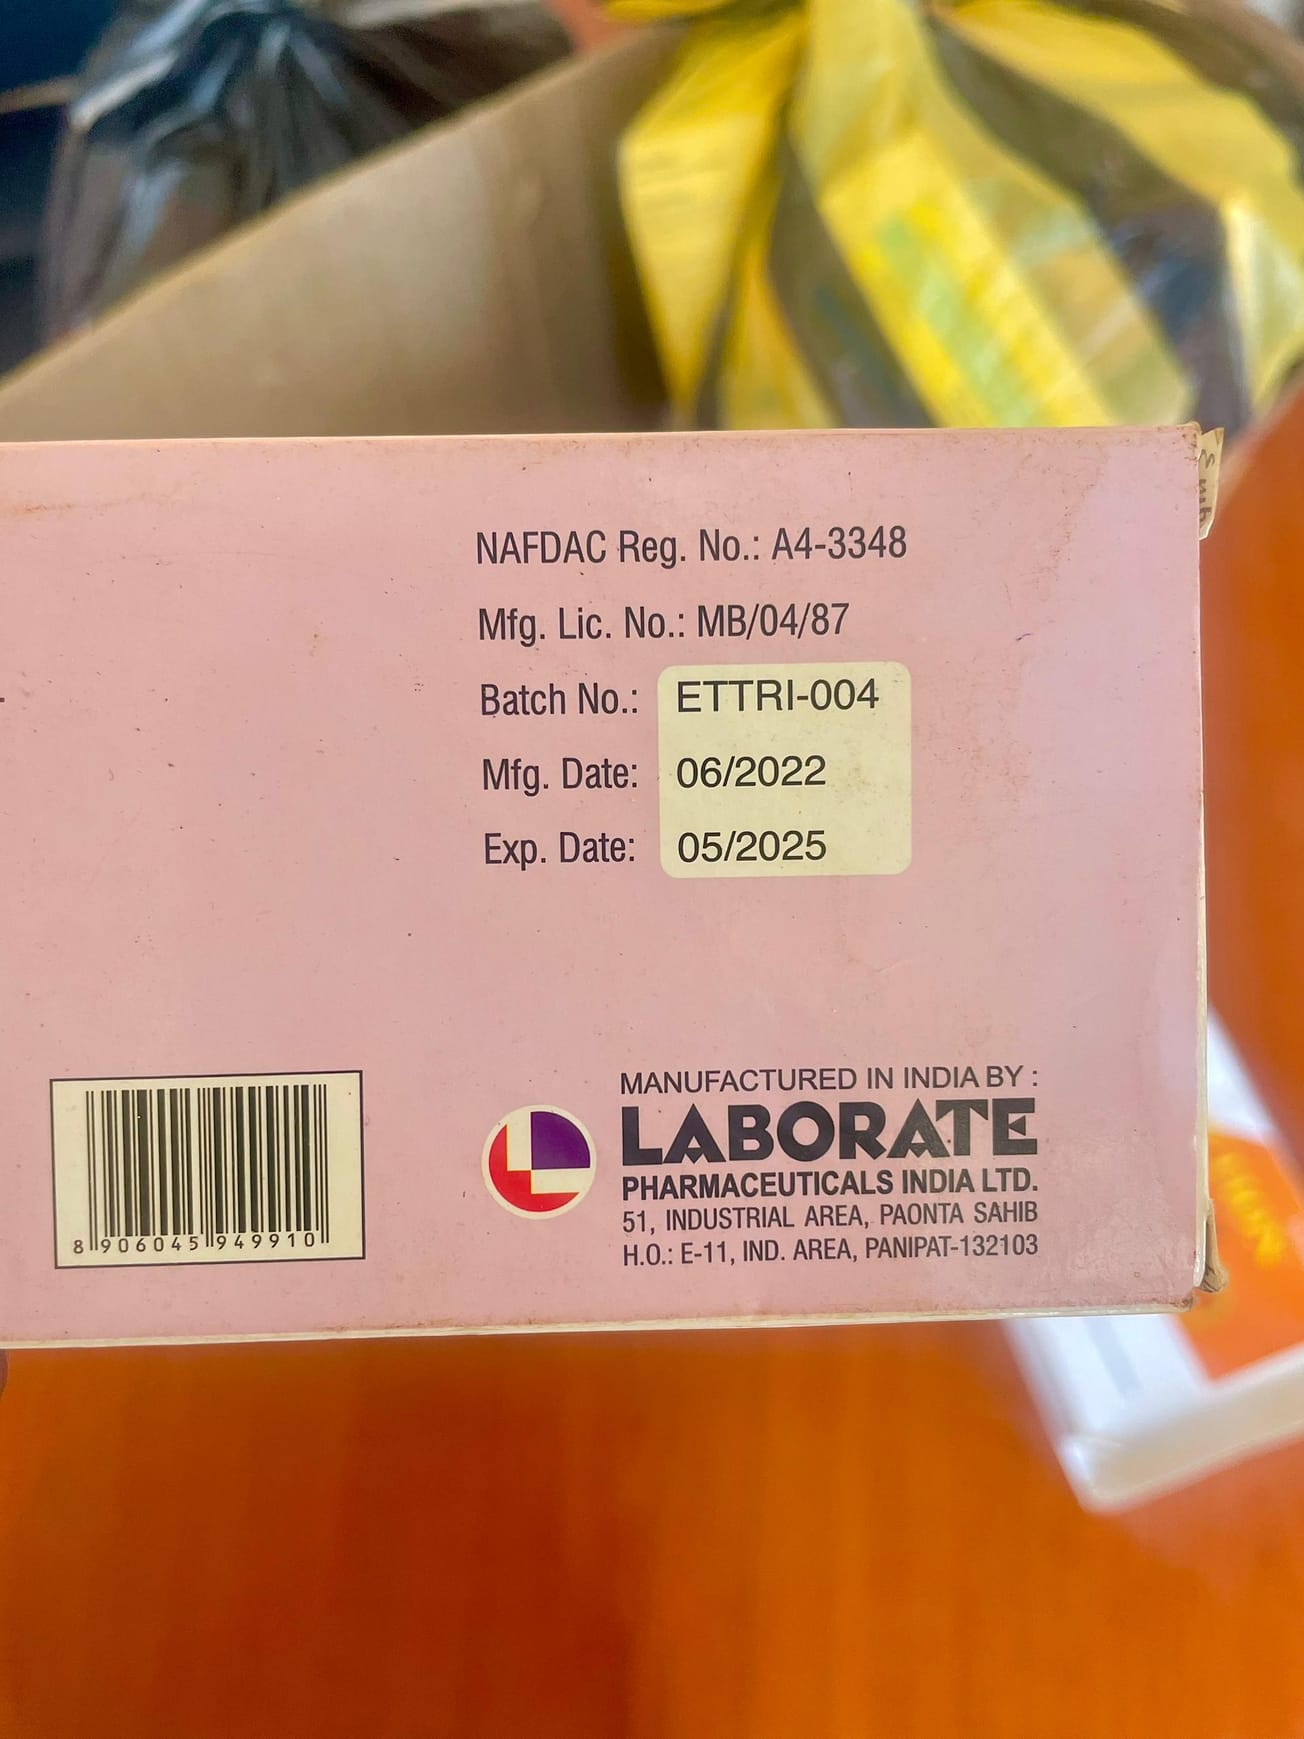 NAFDAC Reg. No.: A4-3348
Mfg. Lic. No.: MB/04/87
Batch No.: ETTRI-004
Mfg. Date: 06/2022
Exp. Date: 05/2025
8 906045 949910
MANUFACTURED IN INDIA BY :
LABORATE
PHARMACEUTICALS INDIA LTD.
51, INDUSTRIAL AREA, PAONTA SAHIB
H.O.: E-11, IND. AREA, PANIPAT-132103